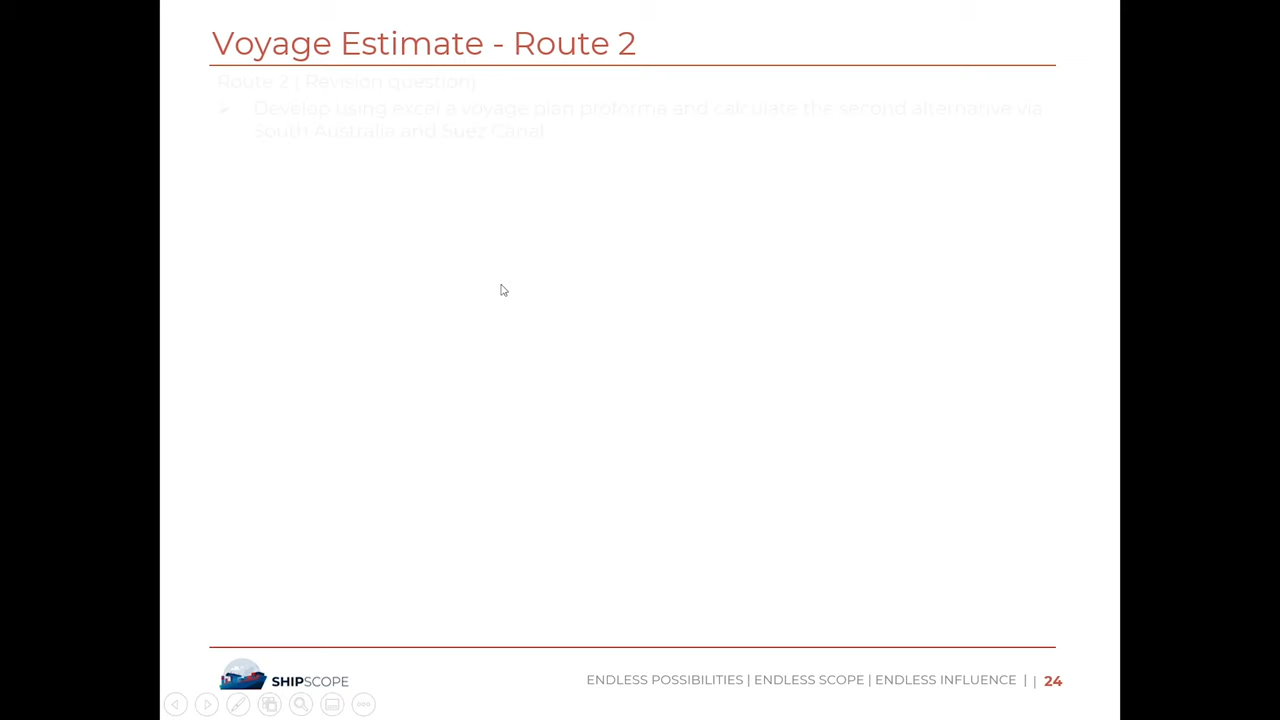 Voyage Estimate - Route 2
Route 2 ( Revision question)
Develop using excel a voyage plan proforma and calculate the second alternative via
South Australia and Suez Canal
SHIPSCOPE
ENDLESS POSSIBILITIES | ENDLESS SCOPE | ENDLESS INFLUENCE | | 24